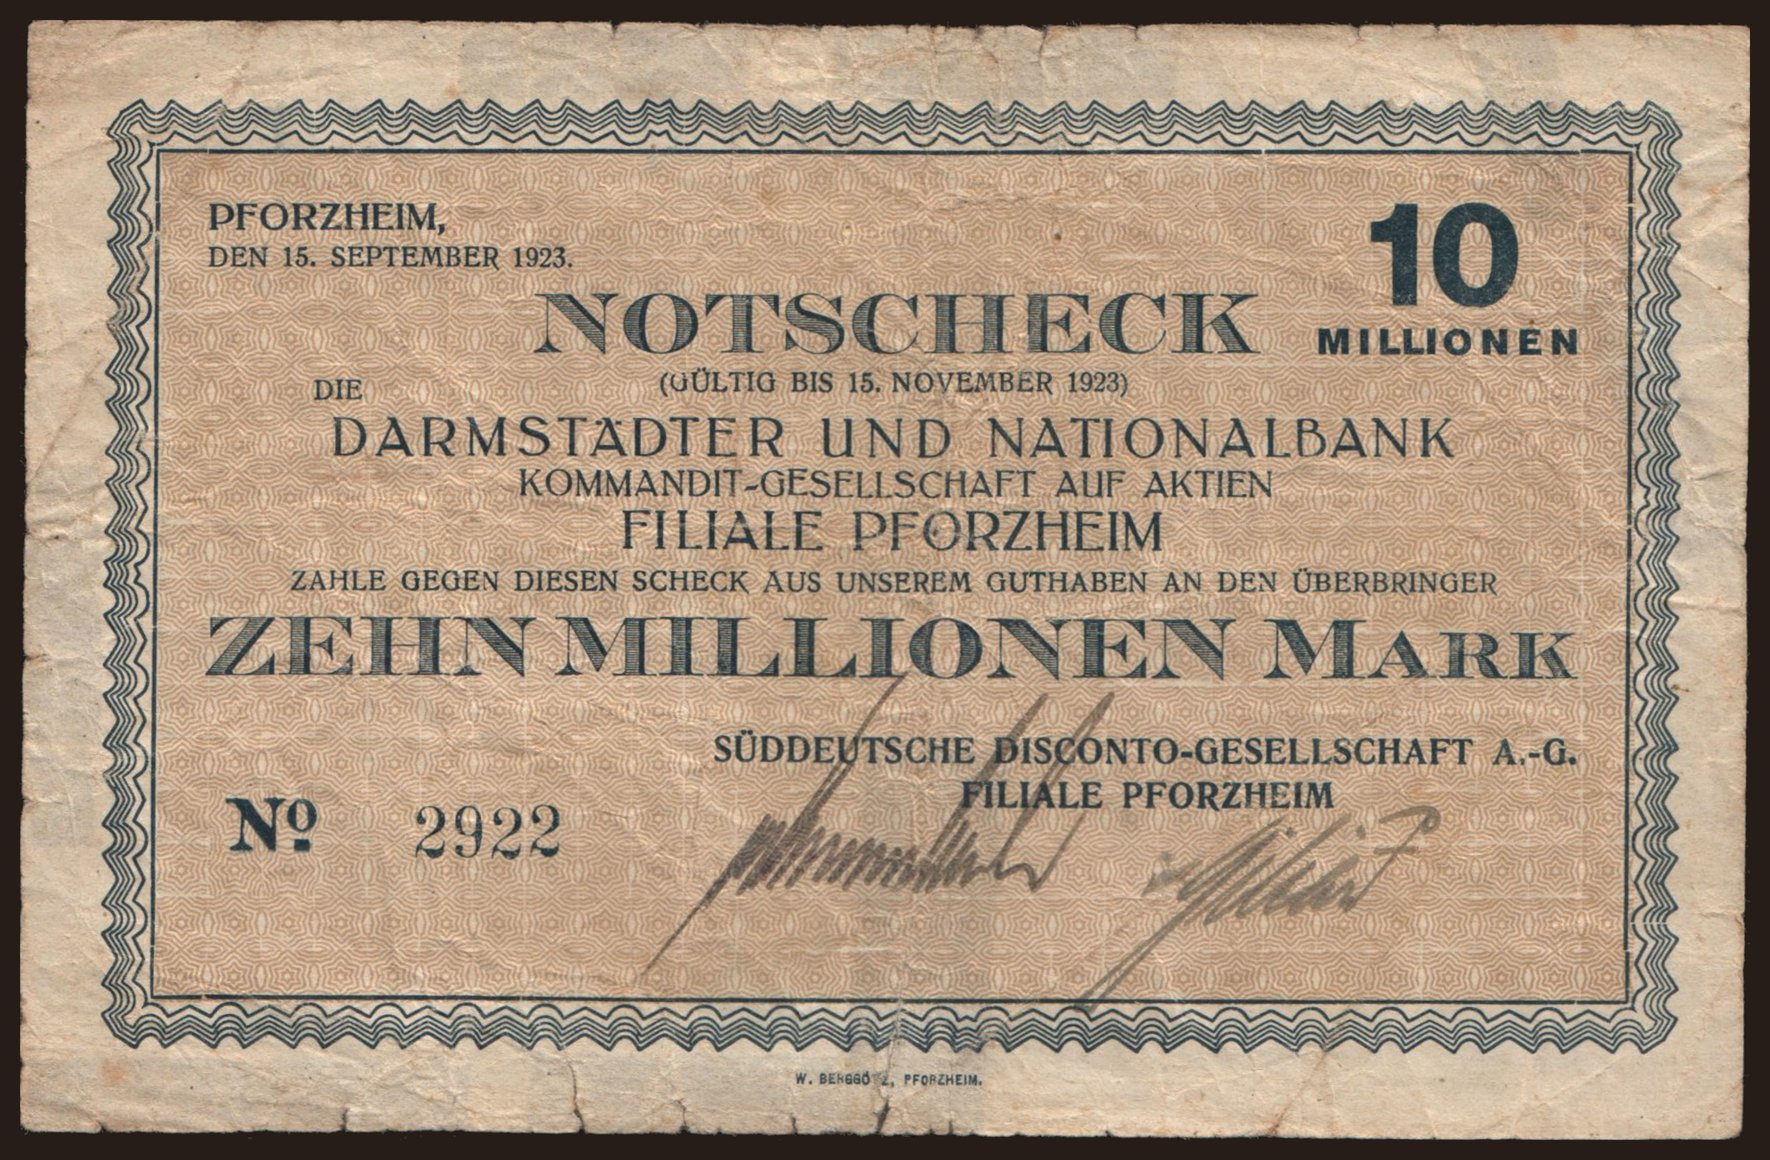 PFORZHEIM,
DEN 15. SEPTEMBER 1923.
10
MILLIONEN
NOTSCHECK
(GÜLTIG BIS 15. NOVEMBER 1923)
DIE
DARMSTÄDTER UND NATIONALBANK
KOMMANDIT-GESELLSCHAFT AUF AKTIEN
FILIALE PFORZHEIM
ZAHLE GEGEN DIESEN SCHECK AUS UNSEREM GUTHABEN AN DEN ÜBERBRINGER
ZEHN MILLIONEN MARK
SÜDDEUTSCHE DISCONTO-GESELLSCHAFT A.-G.
FILIALE PFORZHEIM
No. 2922
W. BERGGÖTZ, PFORZHEIM.